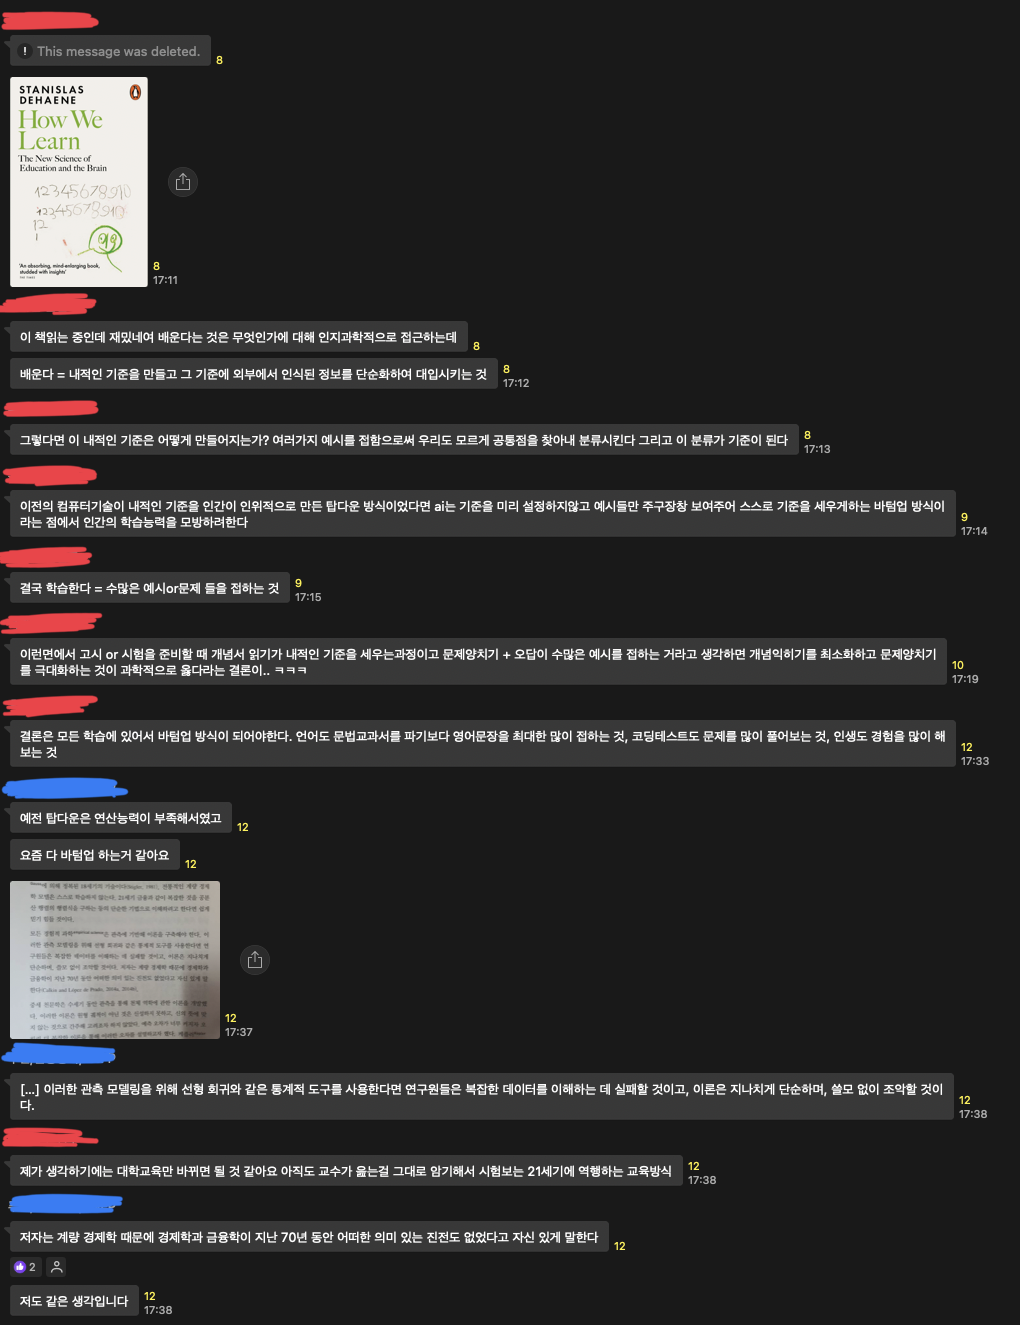 This message was deleted.
8
STANISLAS
DEHAENE
How We
Learn
The New Science of
Education and the Brain
12345678910
12345678910
12
1
'An absorbing, mind-enlarging book,
studded with insights'
8
17:11
이 책읽는 중인데 재밌네여 배운다는 것은 무엇인가에 대해 인지과학적으로 접근하는데
8
배운다 = 내적인 기준을 만들고 그 기준에 외부에서 인식된 정보를 단순화하여 대입시키는 것
8
17:12
그렇다면 이 내적인 기준은 어떻게 만들어지는가? 여러가지 예시를 접함으로써 우리도 모르게 공통점을 찾아내 분류시킨다 그리고 이 분류가 기준이 된다
8
17:13
이전의 컴퓨터기술이 내적인 기준을 인간이 인위적으로 만든 탑다운 방식이었다면 ai는 기준을 미리 설정하지않고 예시들만 주구장창 보여주어 스스로 기준을 세우게하는 바텀업 방식이
라는 점에서 인간의 학습능력을 모방하려한다
9
17:14
결국 학습한다 = 수많은 예시or문제 들을 접하는 것
9
17:15
이런면에서 고시 or 시험을 준비할 때 개념서 읽기가 내적인 기준을 세우는과정이고 문제양치기 + 오답이 수많은 예시를 접하는 거라고 생각하면 개념익히기를 최소화하고 문제양치기
를 극대화하는 것이 과학적으로 옳다라는 결론이.. ㅋㅋㅋ
10
17:19
결론은 모든 학습에 있어서 바텀업 방식이 되어야한다. 언어도 문법교과서를 파기보다 영어문장을 최대한 많이 접하는 것, 코딩테스트도 문제를 많이 풀어보는 것, 인생도 경험을 많이 해
보는 것
12
17:33
예전 탑다운은 연산능력이 부족해서였고
12
요즘 다 바텀업 하는거 같아요
12
12
17:37
[...] 이러한 관측 모델링을 위해 선형 회귀와 같은 통계적 도구를 사용한다면 연구원들은 복잡한 데이터를 이해하는 데 실패할 것이고, 이론은 지나치게 단순하며, 쓸모 없이 조악할 것이
다.
12
17:38
제가 생각하기에는 대학교육만 바뀌면 될 것 같아요 아직도 교수가 읊는걸 그대로 암기해서 시험보는 21세기에 역행하는 교육방식
12
17:38
저자는 계량 경제학 때문에 경제학과 금융학이 지난 70년 동안 어떠한 의미 있는 진전도 없었다고 자신 있게 말한다
12
2
저도 같은 생각입니다
12
17:38